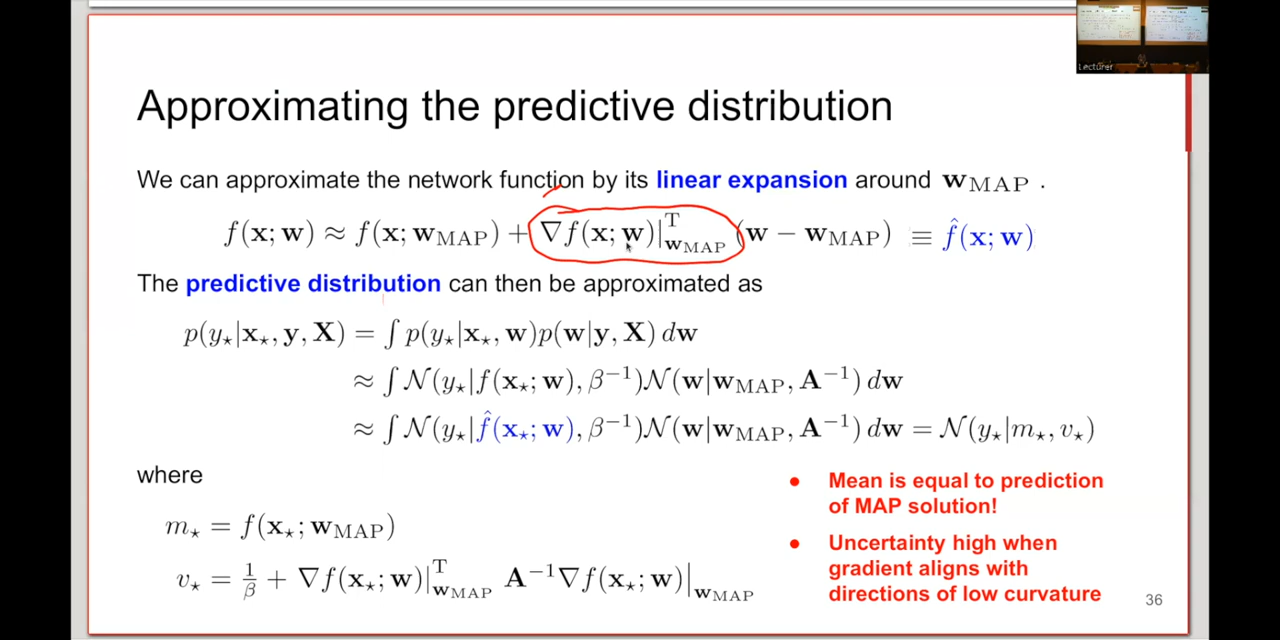 Lecturer
Approximating the predictive distribution
We can approximate the network function by its linear expansion around w_MAP .
f(x; w) ≈ f(x; w_MAP) + ∇f(x; w)|ᵀ_w_MAP (w − w_MAP) ≡ f̂(x; w)
The predictive distribution can then be approximated as
p(y⋆|x⋆, y, X) = ∫ p(y⋆|x⋆, w)p(w|y, X) dw
≈ ∫ 𝒩(y⋆|f(x⋆; w), β⁻¹)𝒩(w|w_MAP, A⁻¹) dw
≈ ∫ 𝒩(y⋆|f̂(x⋆; w), β⁻¹)𝒩(w|w_MAP, A⁻¹) dw = 𝒩(y⋆|m⋆, v⋆)
where
m⋆ = f(x⋆; w_MAP)
v⋆ = 1/β + ∇f(x⋆; w)|ᵀ_w_MAP A⁻¹∇f(x⋆; w)|_w_MAP
● Mean is equal to prediction
of MAP solution!
● Uncertainty high when
gradient aligns with
directions of low curvature
36